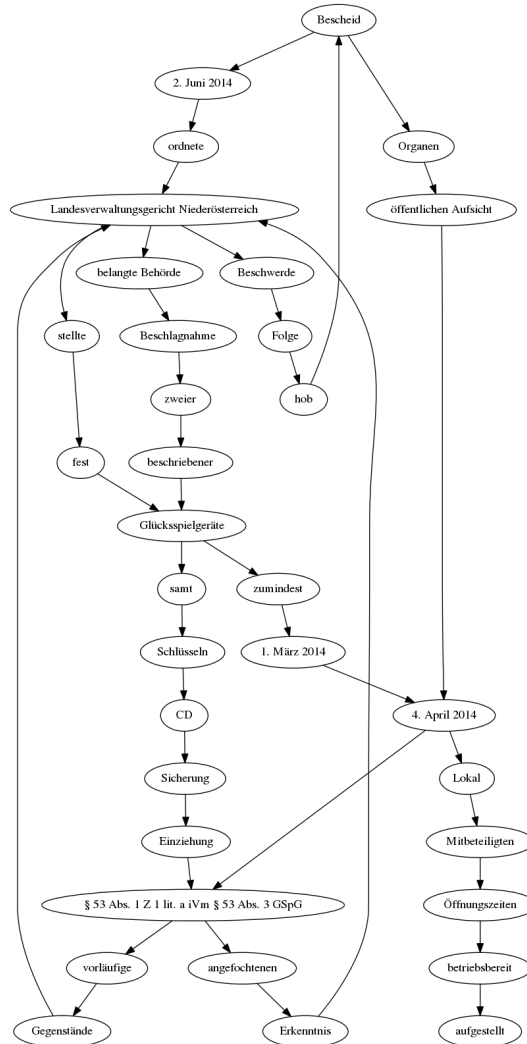 Bescheid
2. Juni 2014
ordnete
Organen
Landesverwaltungsgericht Niederösterreich
öffentlichen Aufsicht
belangte Behörde
Beschwerde
stellte
Beschlagnahme
Folge
zweier
hob
fest
beschriebener
Glücksspielgeräte
samt
zumindest
Schlüsseln
1. März 2014
CD
4. April 2014
Sicherung
Lokal
Einziehung
Mitbeteiligten
§ 53 Abs. 1 Z 1 lit. a iVm § 53 Abs. 3 GSpG
Öffnungszeiten
vorläufige
angefochtenen
betriebsbereit
Gegenstände
Erkenntnis
aufgestellt